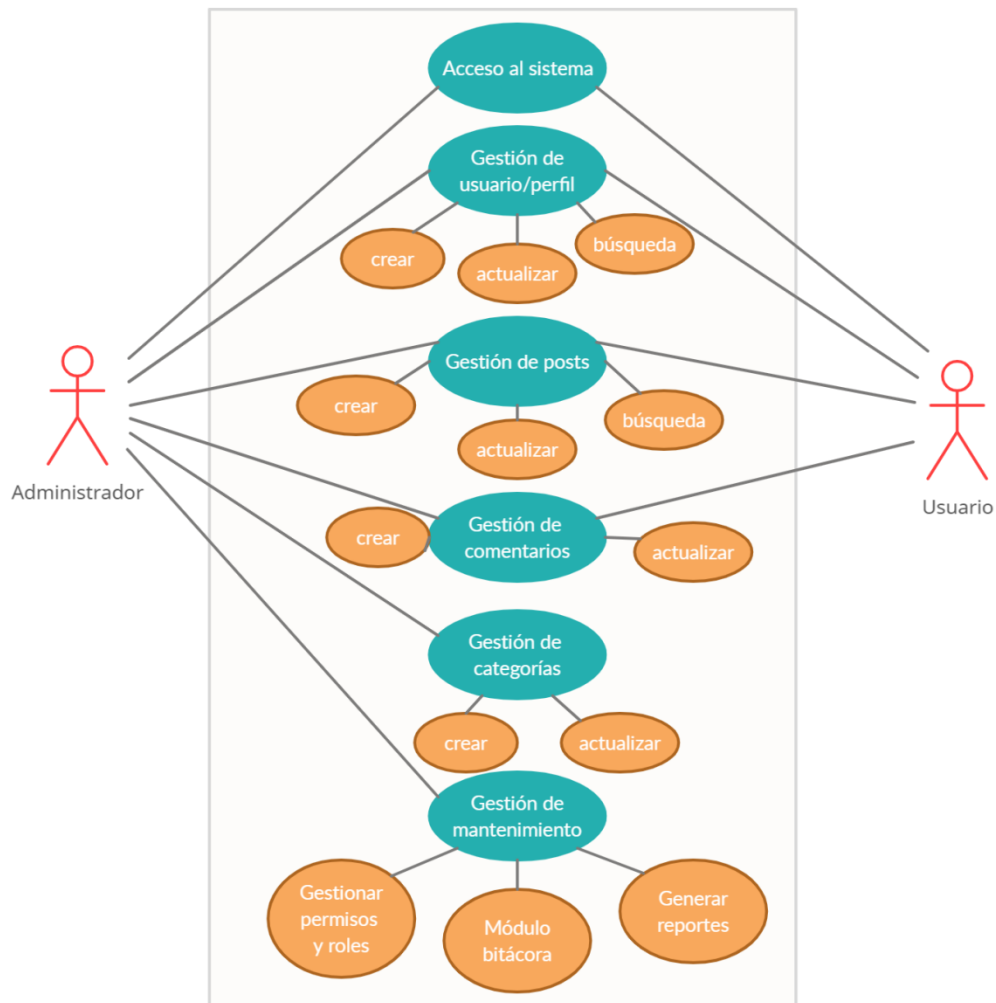 Acceso al sistema
Gestión de
usuario/perfil
crear
actualizar
búsqueda
Gestión de posts
crear
actualizar
búsqueda
Administrador
Usuario
Gestión de
comentarios
crear
actualizar
Gestión de
categorías
crear
actualizar
Gestión de
mantenimiento
Gestionar
permisos
y roles
Módulo
bitácora
Generar
reportes